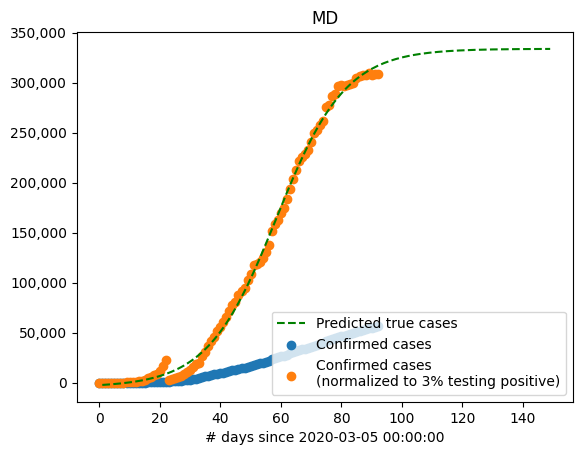 MD
350,000
300,000
250,000
200,000
150,000
100,000
50,000
0
Predicted true cases
Confirmed cases
Confirmed cases
(normalized to 3% testing positive)
0 20 40 60 80 100 120 140
# days since 2020-03-05 00:00:00